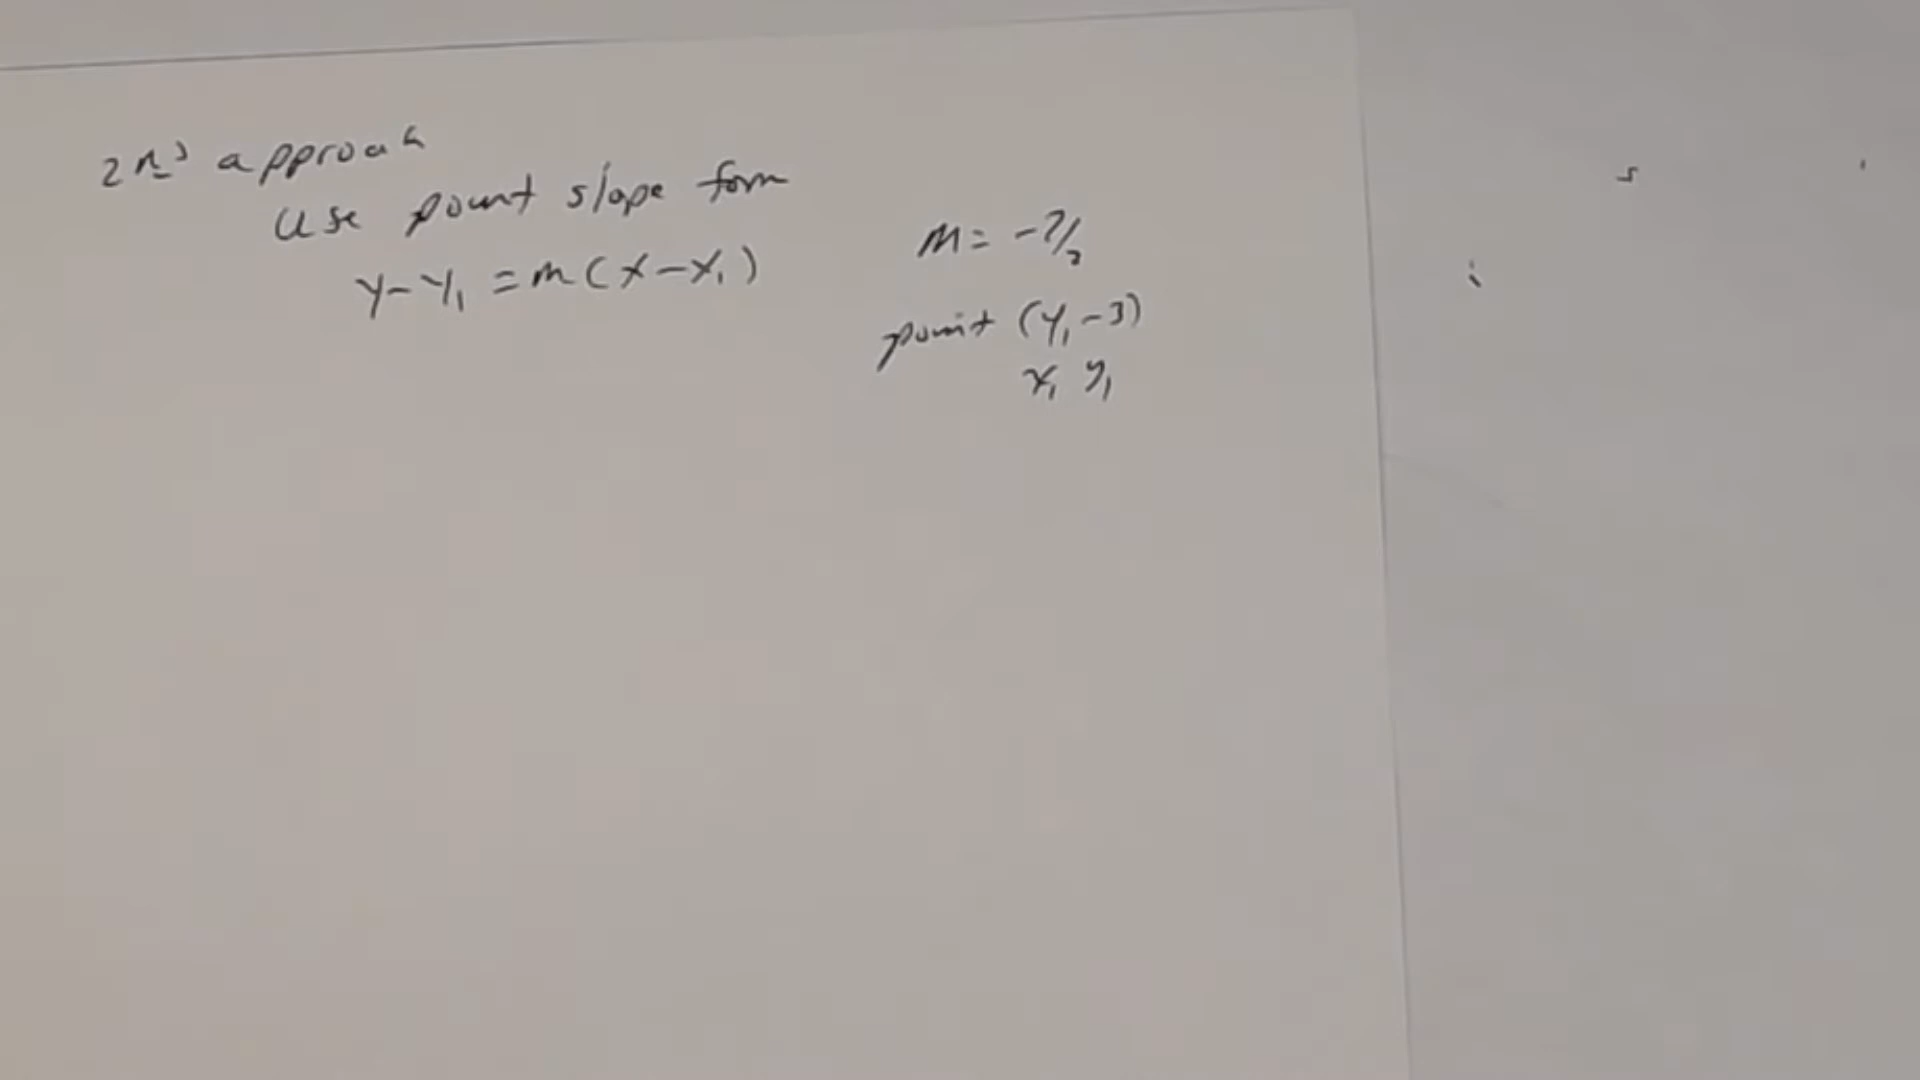 2nd approach
Use point slope form
y-y₁ = m(x-x₁)
m = -7/2
point (4, -3)
x₁ y₁